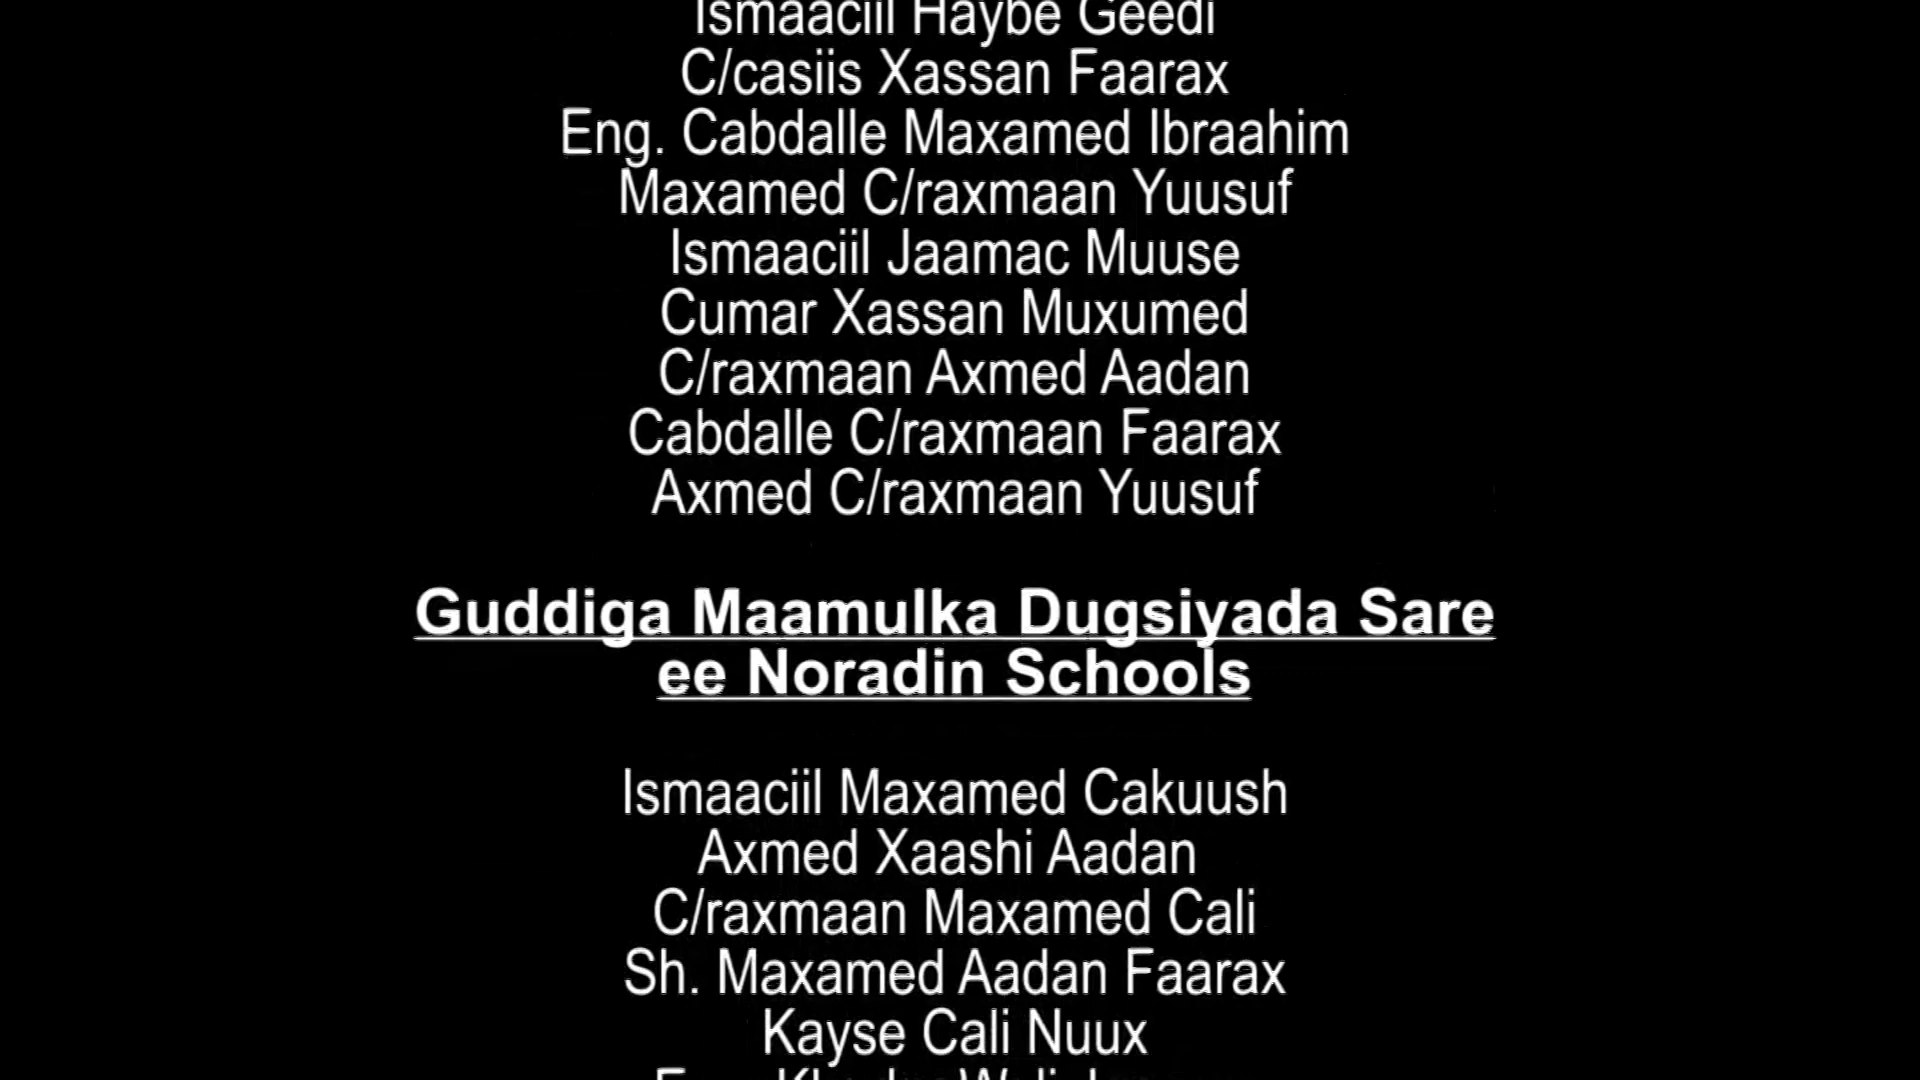 Ismaaciil Haybe Geedi
C/casiis Xassan Faarax
Eng. Cabdalle Maxamed Ibraahim
Maxamed C/raxmaan Yuusuf
Ismaaciil Jaamac Muuse
Cumar Xassan Muxumed
C/raxmaan Axmed Aadan
Cabdalle C/raxmaan Faarax
Axmed C/raxmaan Yuusuf
Guddiga Maamulka Dugsiyada Sare
ee Noradin Schools
Ismaaciil Maxamed Cakuush
Axmed Xaashi Aadan
C/raxmaan Maxamed Cali
Sh. Maxamed Aadan Faarax
Kayse Cali Nuux